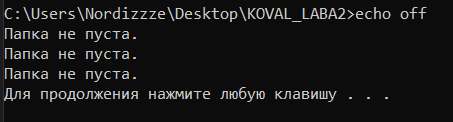 C:\Users\Nordizzze\Desktop\KOVAL_LABA2>echo off
Папка не пуста.
Папка не пуста.
Папка не пуста.
Для продолжения нажмите любую клавишу . . .